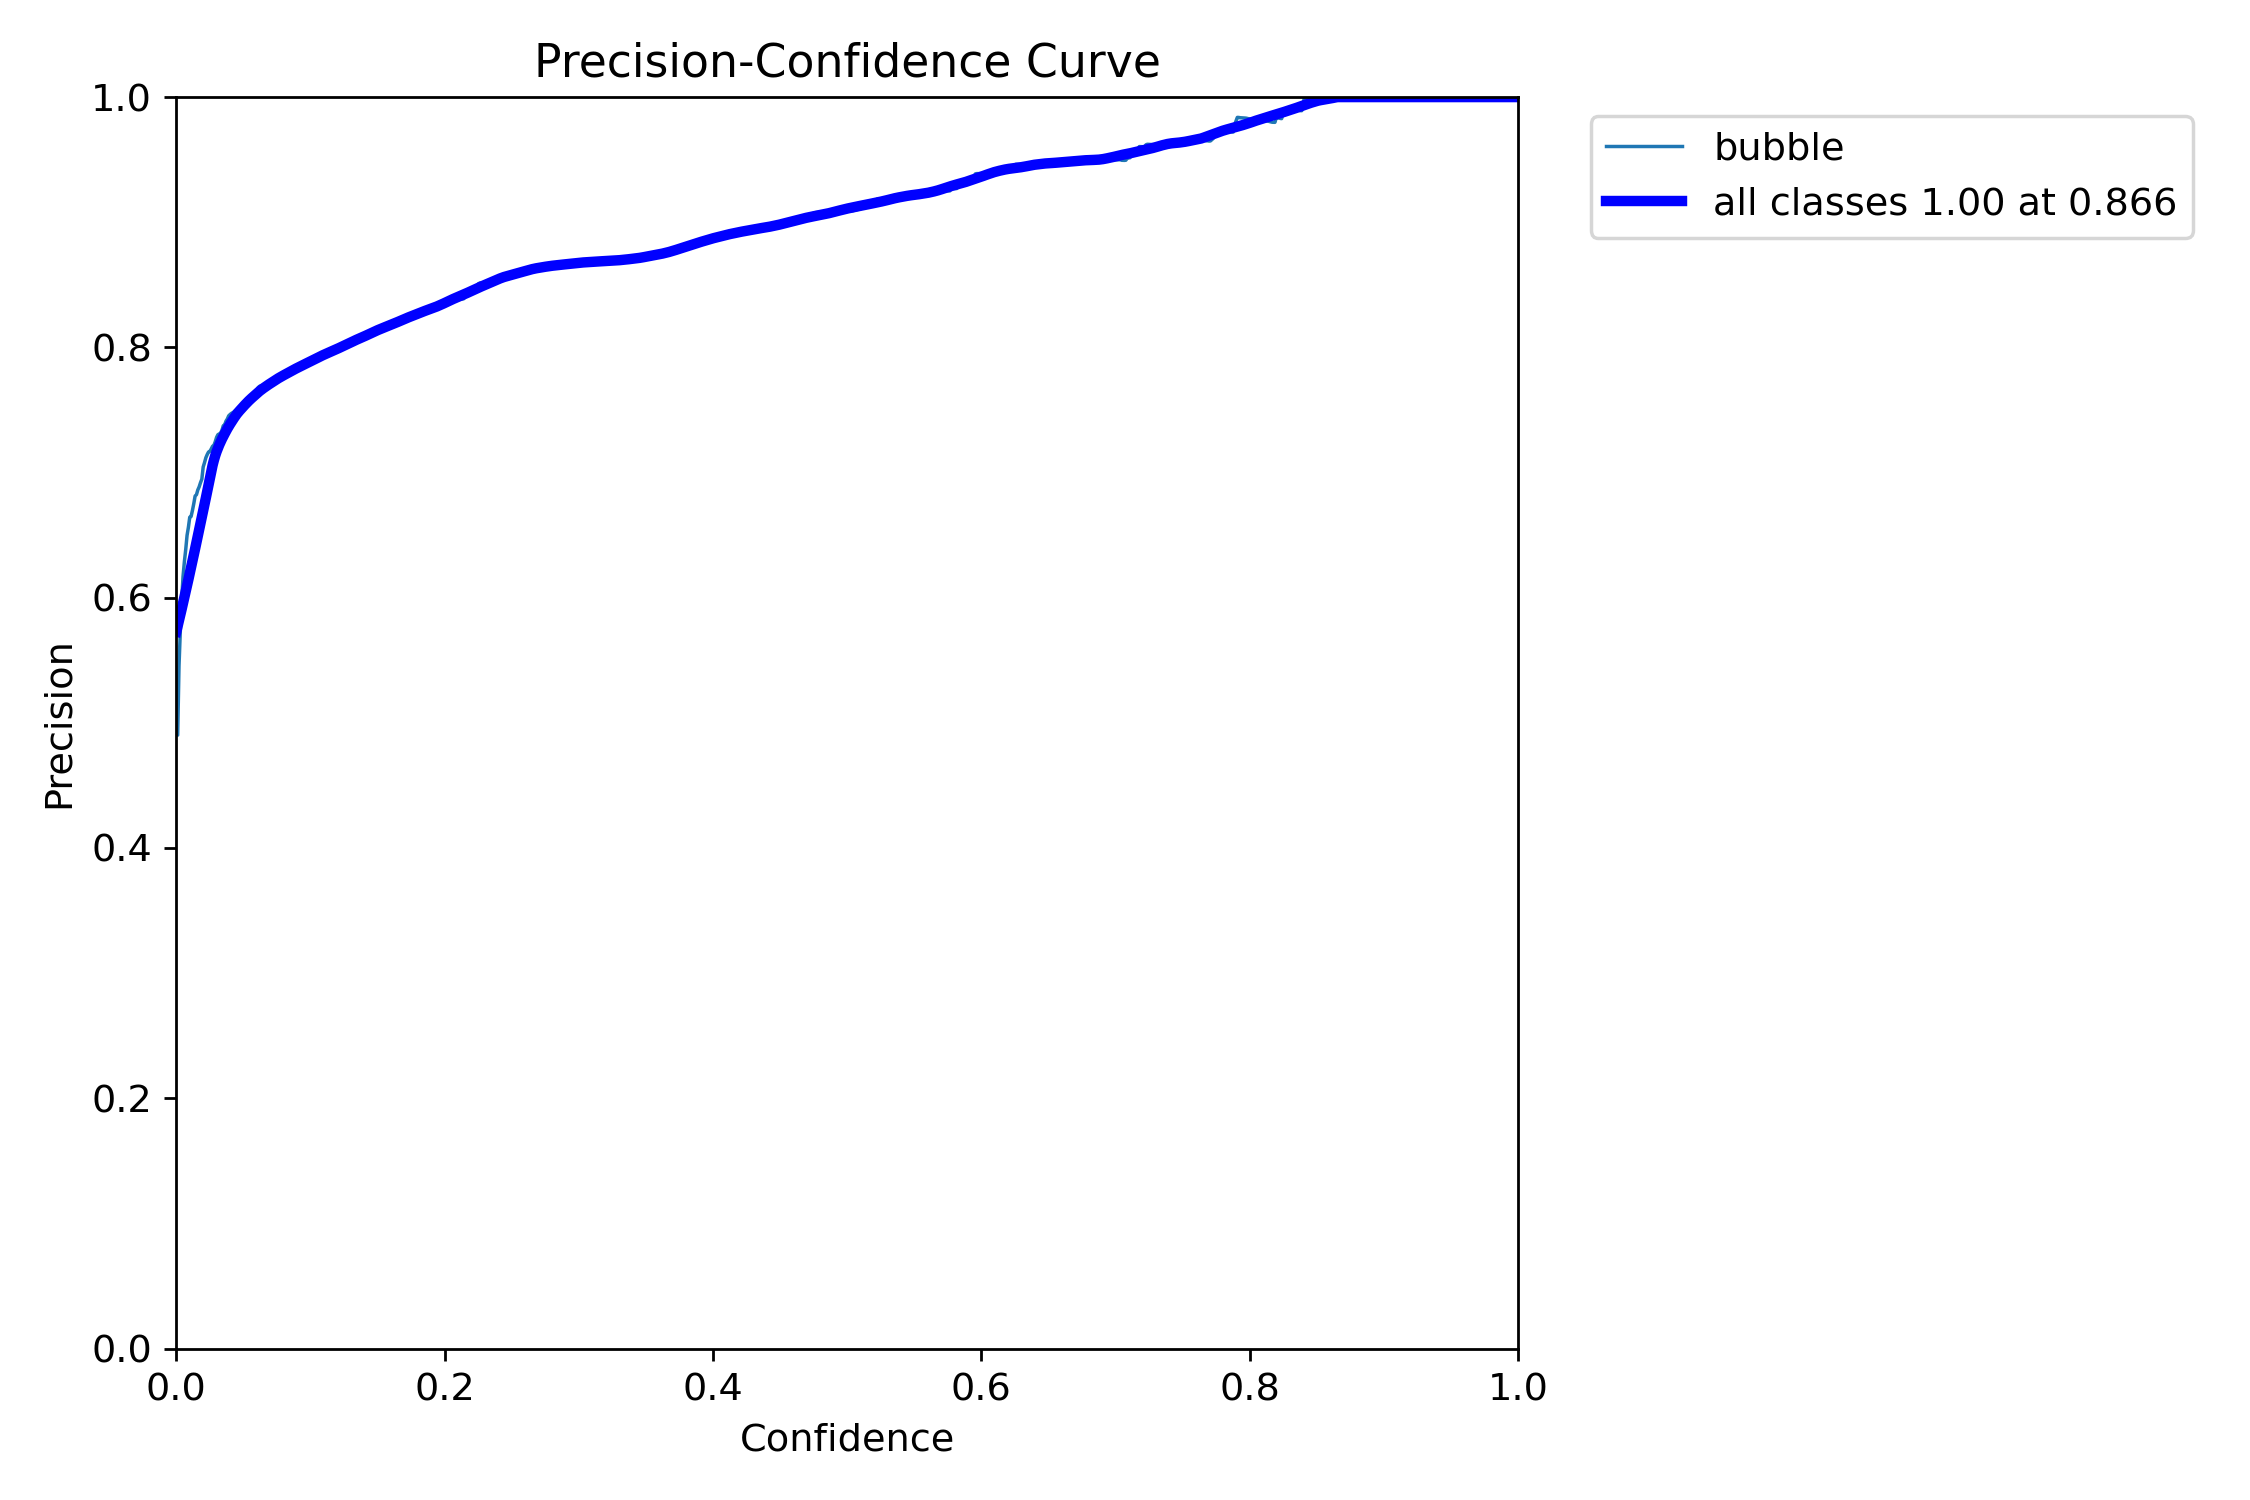 Precision-Confidence Curve
1.0
0.8
0.6
0.4
0.2
0.0
Precision
0.0 0.2 0.4 0.6 0.8 1.0
Confidence
bubble
all classes 1.00 at 0.866